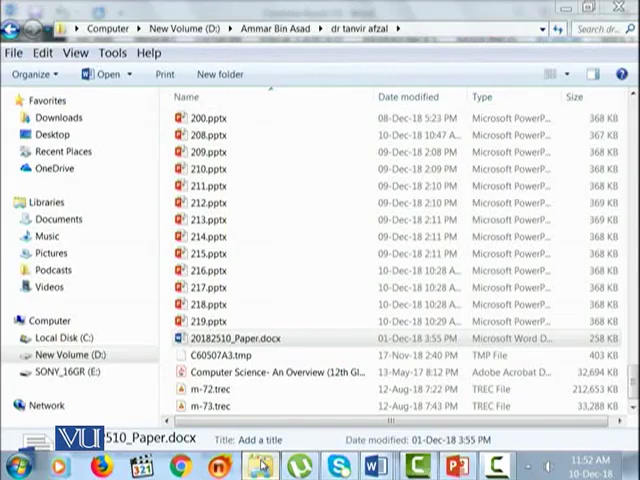 Computer ▸ New Volume (D:) ▸ Ammar Bin Asad ▸ dr tanvir afzal ▸ Search dr...
File Edit View Tools Help
Organize Open Print New folder
Name Date modified Type Size
Favorites
Downloads
Desktop
Recent Places
OneDrive
Libraries
Documents
Music
Pictures
Podcasts
Videos
Computer
Local Disk (C:)
New Volume (D:)
SONY_16GR (E:)
Network
200.pptx 08-Dec-18 5:23 PM Microsoft PowerP... 368 KB
208.pptx 10-Dec-18 10:47 A... Microsoft PowerP... 367 KB
209.pptx 09-Dec-18 2:08 PM Microsoft PowerP... 368 KB
210.pptx 09-Dec-18 2:09 PM Microsoft PowerP... 368 KB
211.pptx 09-Dec-18 2:10 PM Microsoft PowerP... 368 KB
212.pptx 09-Dec-18 2:10 PM Microsoft PowerP... 369 KB
213.pptx 09-Dec-18 2:11 PM Microsoft PowerP... 369 KB
214.pptx 09-Dec-18 2:11 PM Microsoft PowerP... 368 KB
215.pptx 09-Dec-18 2:11 PM Microsoft PowerP... 368 KB
216.pptx 10-Dec-18 10:28 A... Microsoft PowerP... 368 KB
217.pptx 10-Dec-18 10:28 A... Microsoft PowerP... 368 KB
218.pptx 10-Dec-18 10:28 A... Microsoft PowerP... 368 KB
219.pptx 10-Dec-18 10:29 A... Microsoft PowerP... 368 KB
20182510_Paper.docx 01-Dec-18 3:55 PM Microsoft Word D... 258 KB
C60507A3.tmp 17-Nov-18 2:40 PM TMP File 403 KB
Computer Science- An Overview (12th Gl... 13-May-17 8:12 PM Adobe Acrobat D... 32,694 KB
m-72.trec 12-Aug-18 7:22 PM TREC File 212,653 KB
m-73.trec 12-Aug-18 7:43 PM TREC File 33,288 KB
VU 510_Paper.docx Title: Add a title Date modified: 01-Dec-18 3:55 PM
321
11:52 AM
10-Dec-18